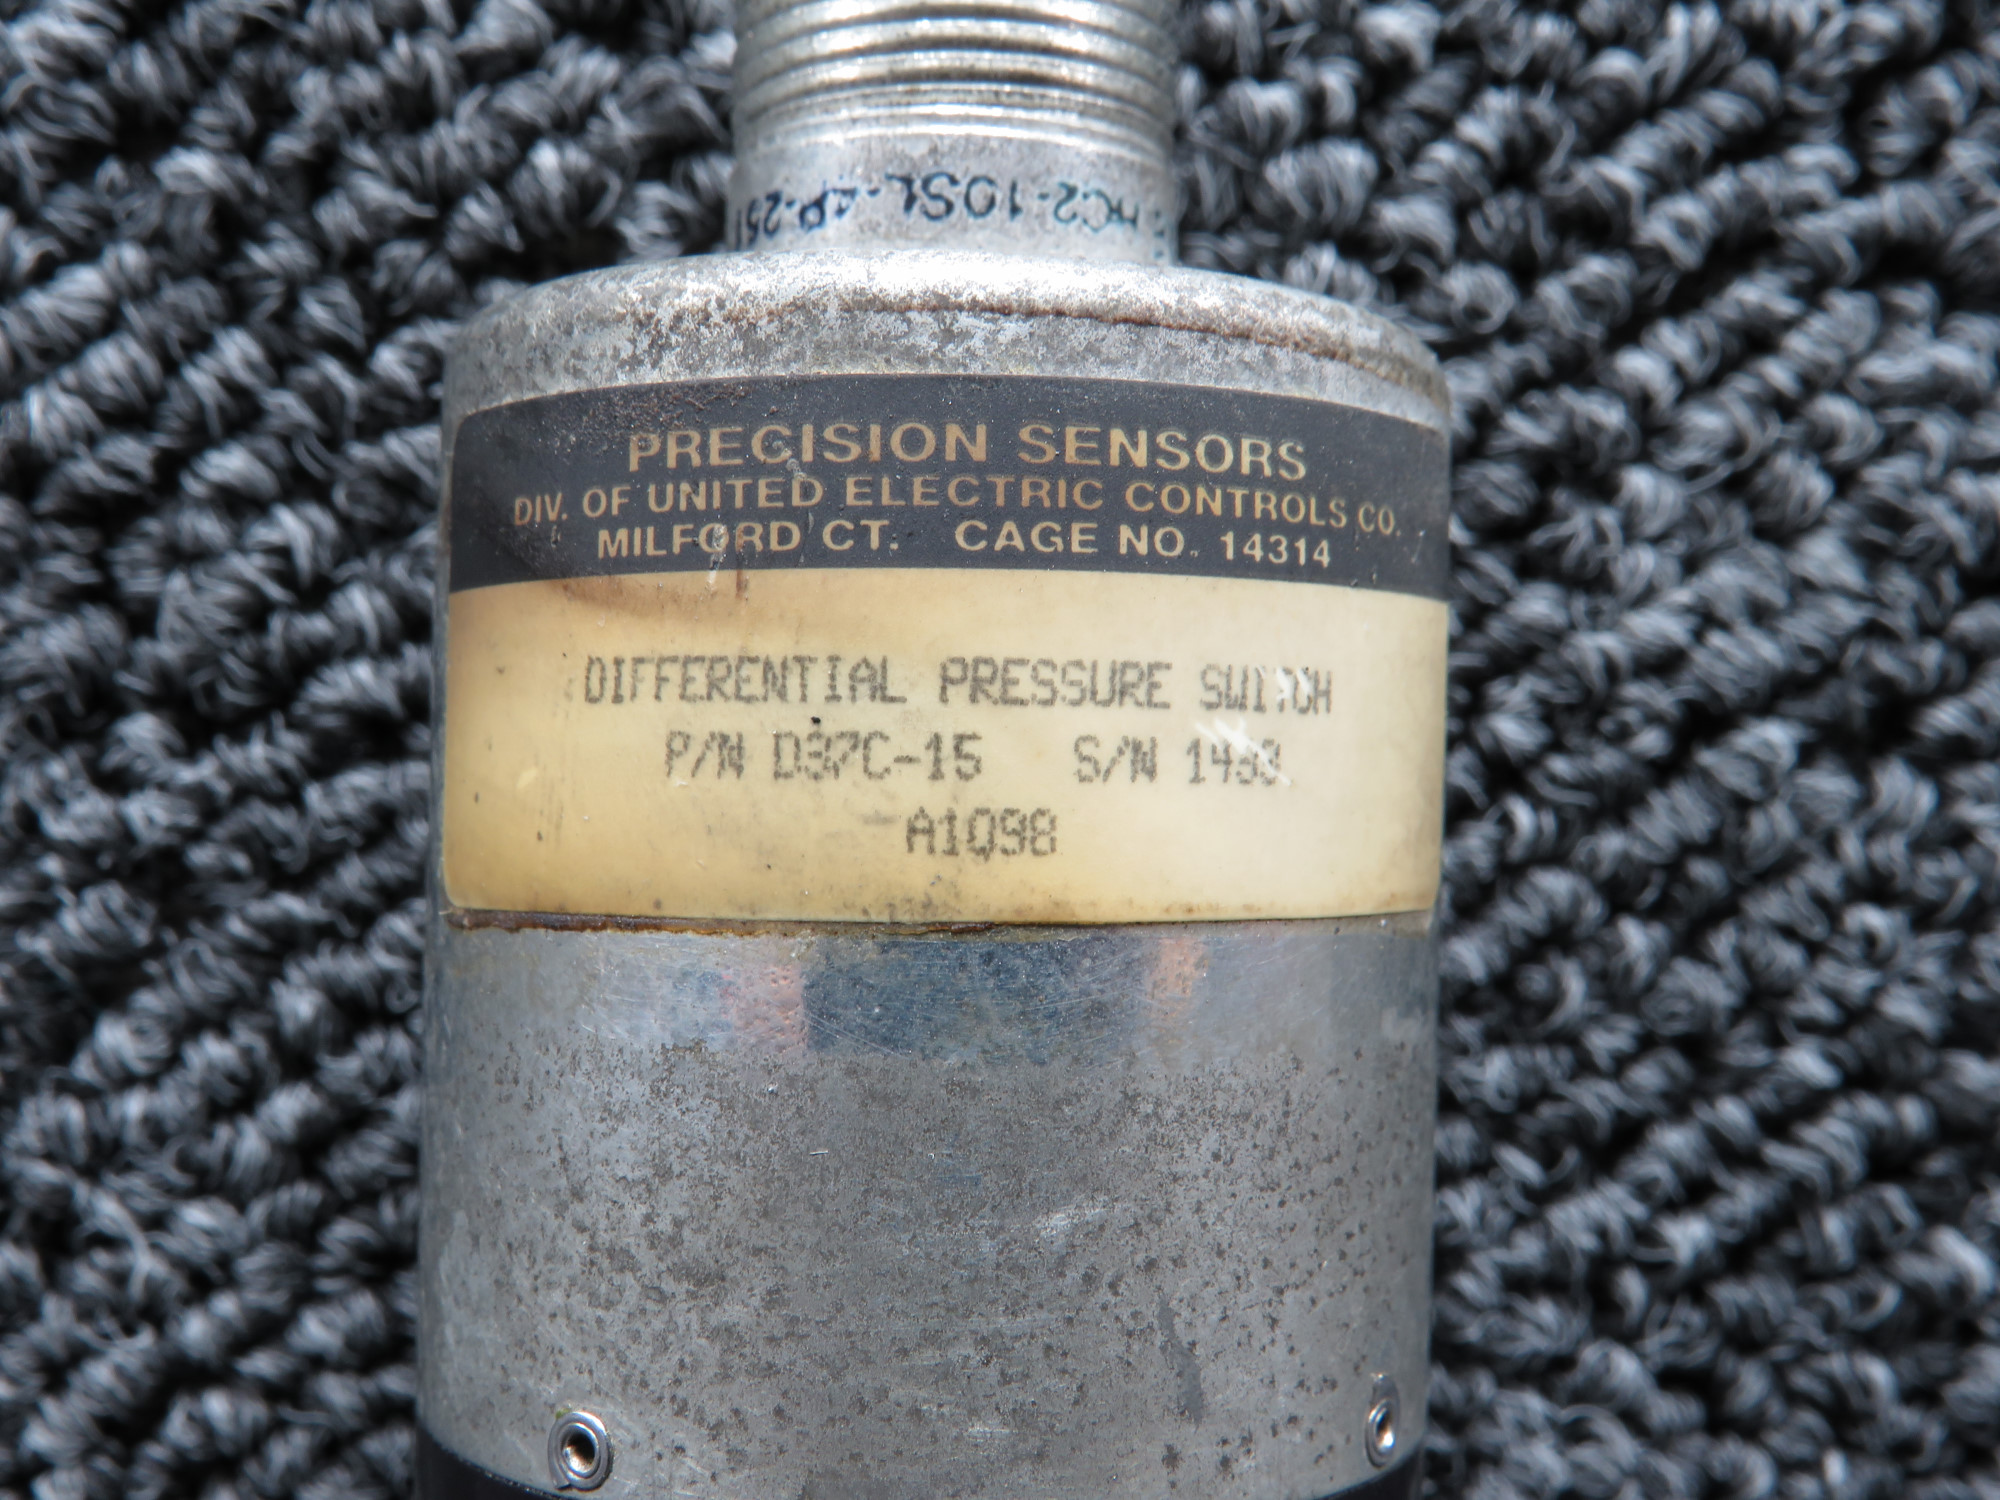 PRECISION SENSORS
DIV. OF UNITED ELECTRIC CONTROLS CO.
MILFORD CT. CAGE NO. 14314
DIFFERENTIAL PRESSURE SWITCH
P/N D37C-15 S/N
A1Q98